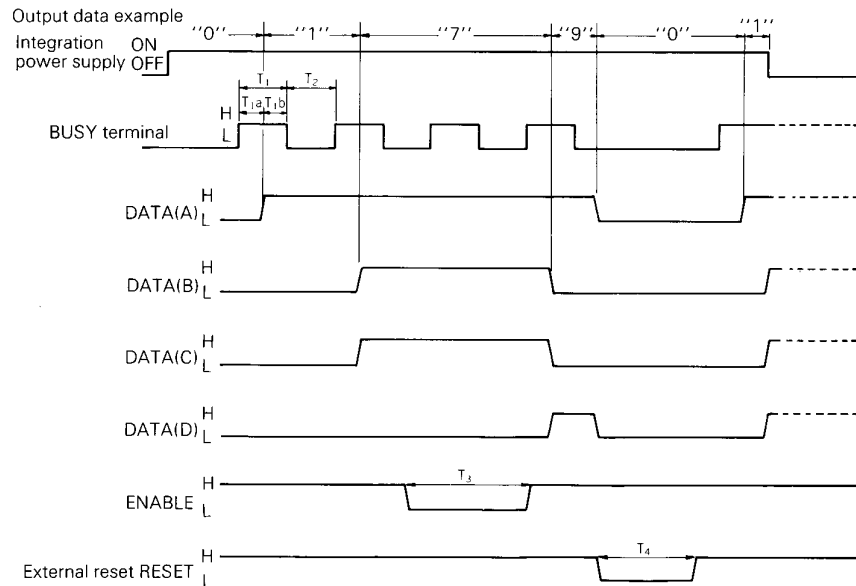 Output data example
"0" "1" "7" "9" "0" "1"
Integration power supply ON OFF
T₁ T₂
T₁a T₁b
BUSY terminal H L
DATA(A) H L
DATA(B) H L
DATA(C) H L
DATA(D) H L
ENABLE H L T₃
External reset RESET H L T₄